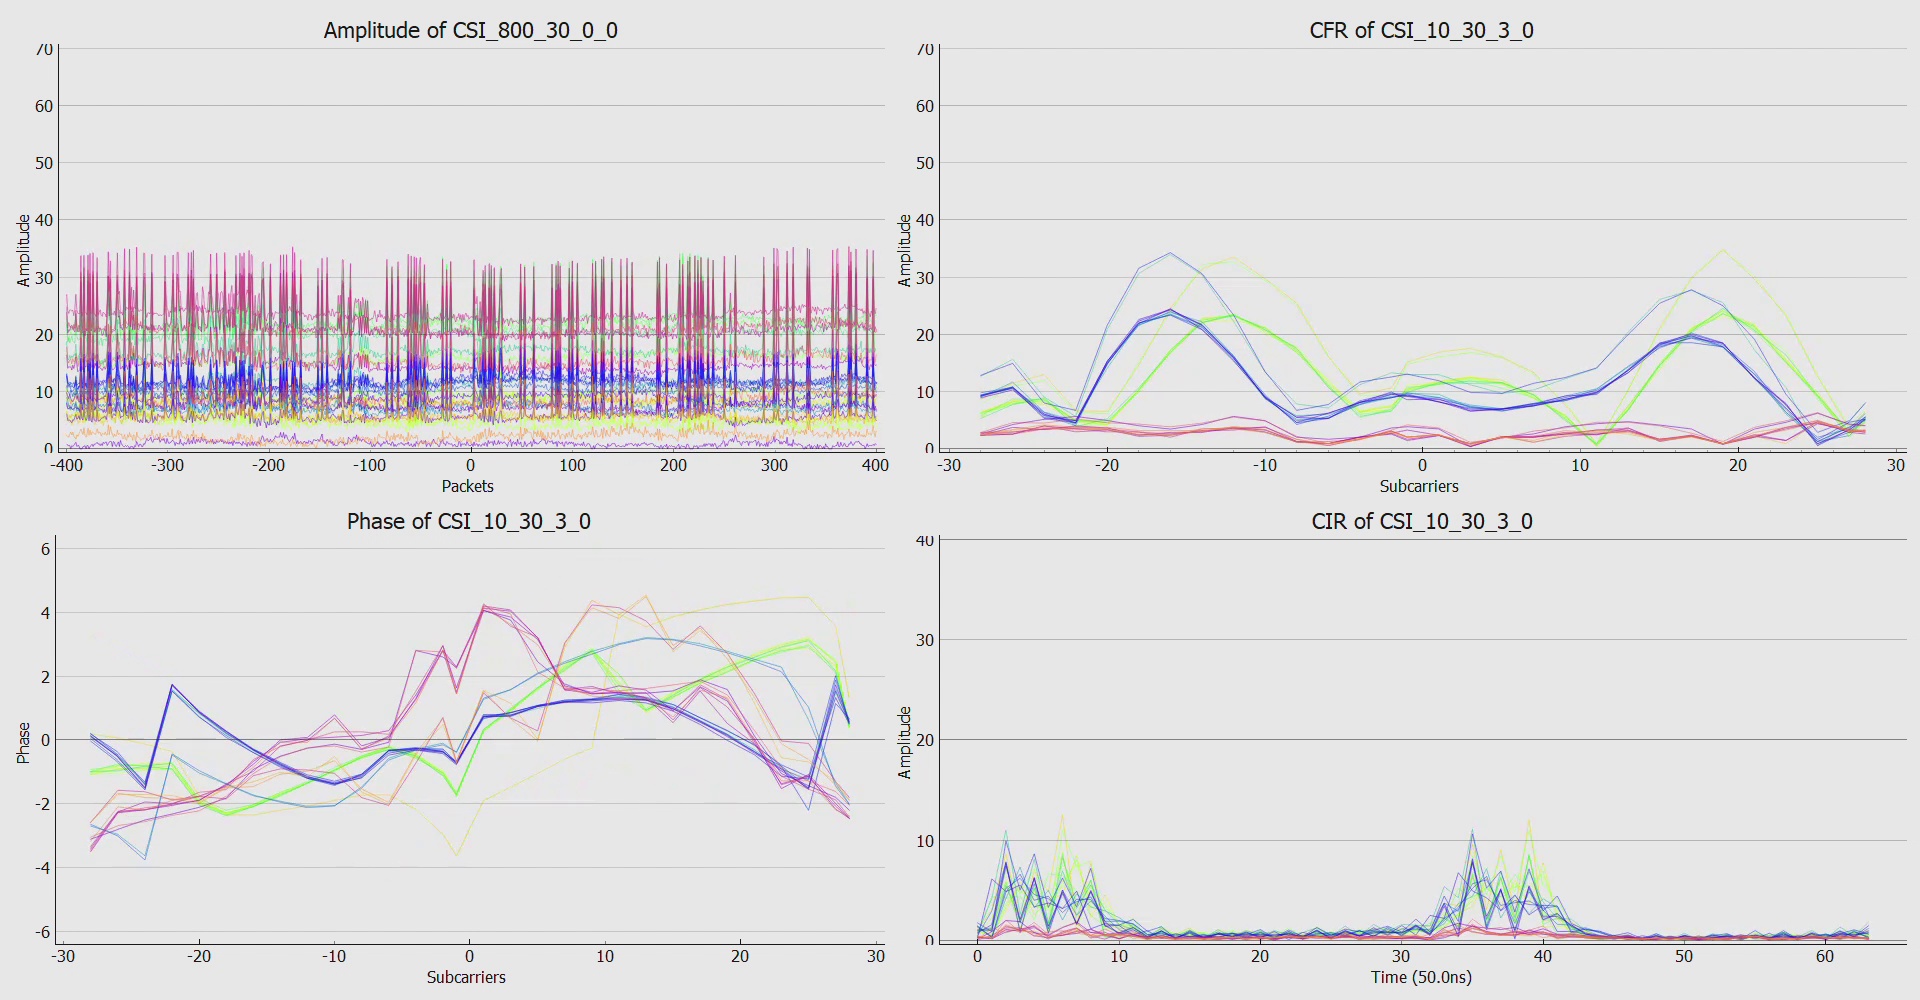 Amplitude of CSI_800_30_0_0
70
60
50
40
30
20
10
0
Amplitude
-400 -300 -200 -100 0 100 200 300 400
Packets
CFR of CSI_10_30_3_0
70
60
50
40
30
20
10
0
Amplitude
-30 -20 -10 0 10 20 30
Subcarriers
Phase of CSI_10_30_3_0
6
4
2
0
-2
-4
-6
Phase
-30 -20 -10 0 10 20 30
Subcarriers
CIR of CSI_10_30_3_0
40
30
20
10
0
Amplitude
0 10 20 30 40 50 60
Time (50.0ns)